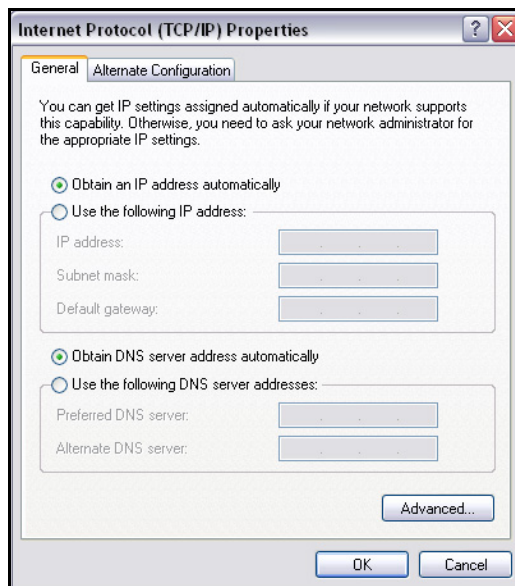 Internet Protocol (TCP/IP) Properties
General
Alternate Configuration
You can get IP settings assigned automatically if your network supports
this capability. Otherwise, you need to ask your network administrator for
the appropriate IP settings.
Obtain an IP address automatically
Use the following IP address:
IP address:
Subnet mask:
Default gateway:
Obtain DNS server address automatically
Use the following DNS server addresses:
Preferred DNS server:
Alternate DNS server:
Advanced...
OK
Cancel